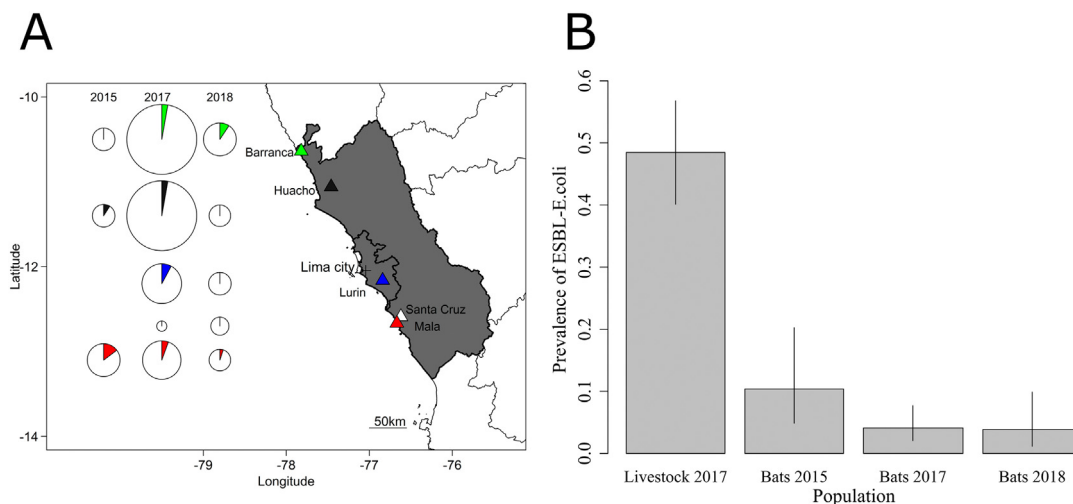 A
B
2015 2017 2018
-10
-12
-14
Latitude
Barranca
Huacho
Lima city
Lurin
Santa Cruz
Mala
50km
-79 -78 -77 -76
Longitude
0.6
0.5
0.4
0.3
0.2
0.1
0.0
Prevalence of ESBL-E.coli
Livestock 2017 Bats 2015 Bats 2017 Bats 2018
Population